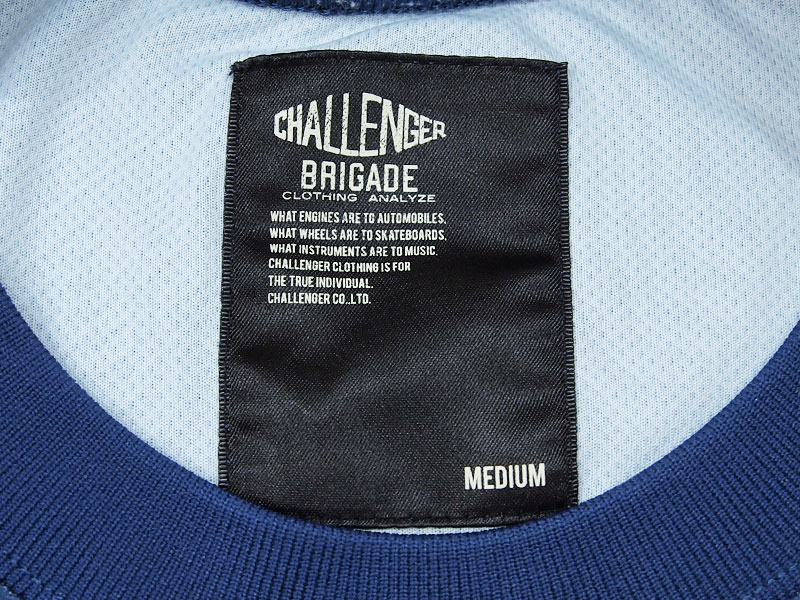 CHALLENGER
BRIGADE
CLOTHING ANALYZE
WHAT ENGINES ARE TO AUTOMOBILES,
WHAT WHEELS ARE TO SKATEBOARDS,
WHAT INSTRUMENTS ARE TO MUSIC.
CHALLENGER CLOTHING IS FOR
THE TRUE INDIVIDUAL.
CHALLENGER CO.,LTD.
MEDIUM